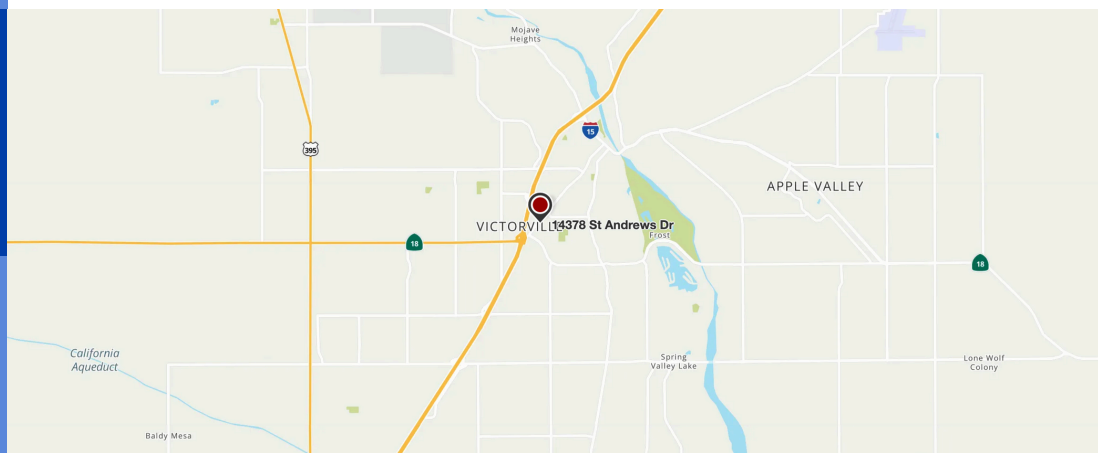 Mojave
Heights
15
395
APPLE VALLEY
VICTORVILLE
14378 St Andrews Dr
Frost
18
18
California
Aqueduct
Spring
Valley Lake
Lone Wolf
Colony
Baldy Mesa